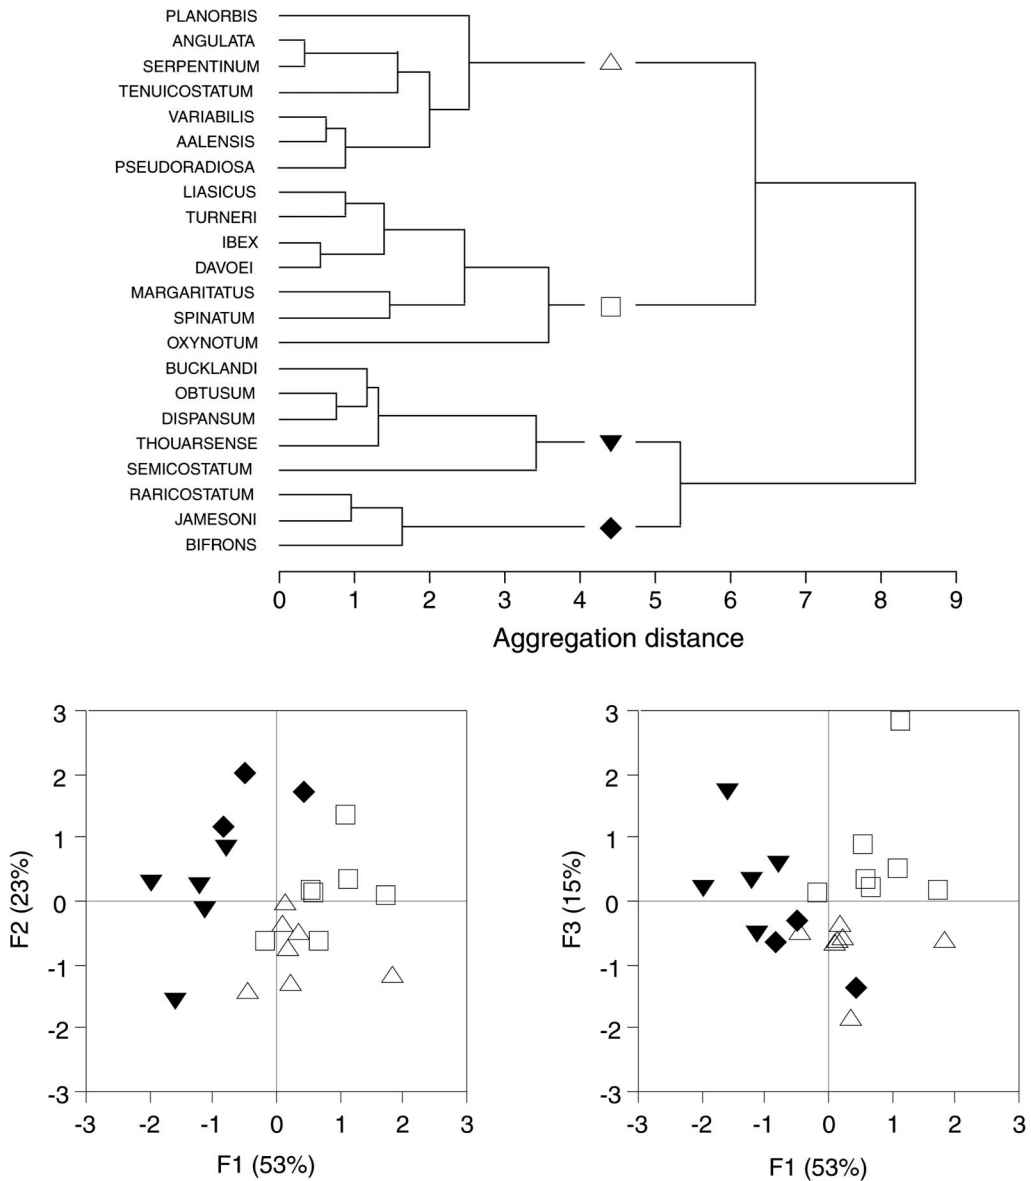 PLANORBIS
ANGULATA
SERPENTINUM
TENUICOSTATUM
VARIABILIS
AALENSIS
PSEUDORADIOSA
LIASICUS
TURNERI
IBEX
DAVOEI
MARGARITATUS
SPINATUM
OXYNOTUM
BUCKLANDI
OBTUSUM
DISPANSUM
THOUARSENSE
SEMICOSTATUM
RARICOSTATUM
JAMESONI
BIFRONS
0 1 2 3 4 5 6 7 8 9
Aggregation distance
3
2
1
0
-1
-2
-3
F2 (23%)
-3 -2 -1 0 1 2 3
F1 (53%)
3
2
1
0
-1
-2
-3
F3 (15%)
-3 -2 -1 0 1 2 3
F1 (53%)